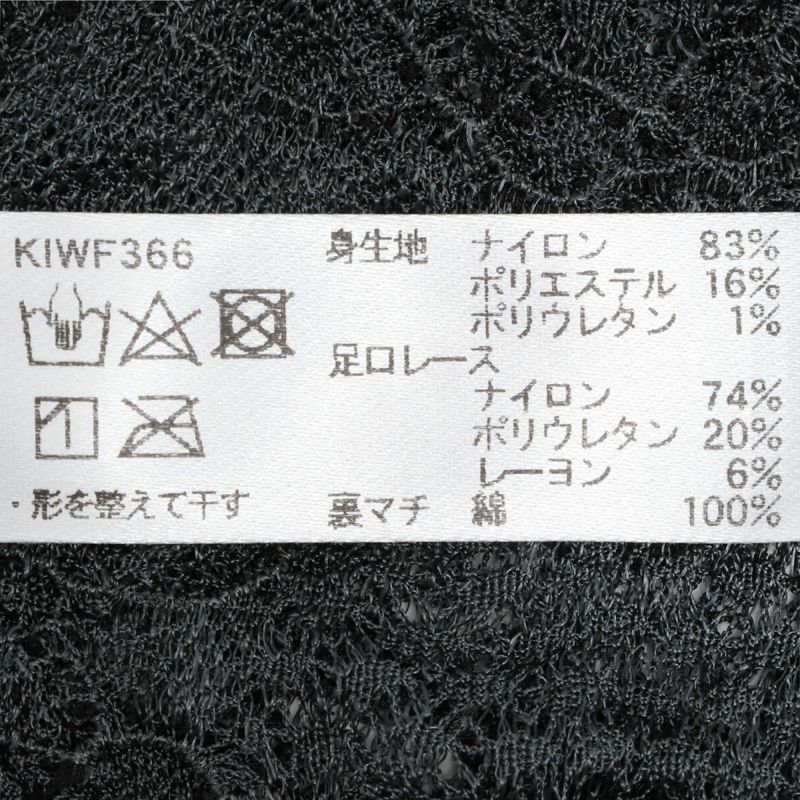 KIWF366
・形を整えて干す
身生地 ナイロン 83%
ポリエステル 16%
ポリウレタン 1%
足口レース
ナイロン 74%
ポリウレタン 20%
レーヨン 6%
裏マチ 綿 100%